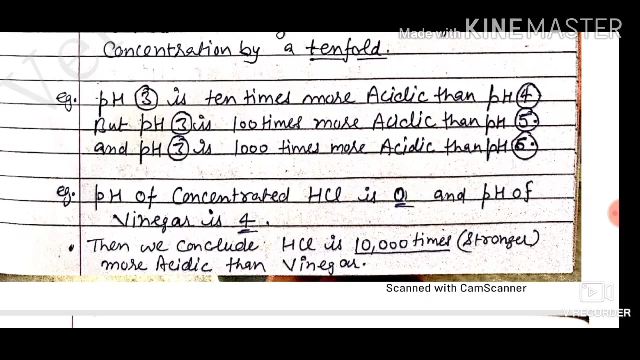 Made with KINEMASTER
Concentration by a tenfold.
eg. pH 3 is ten times more Acidic than pH 4
But pH 3 is 100 times more Acidic than pH 5.
and pH 3 is 1000 times more Acidic than pH 6.
eg. pH of Concentrated HCl is 0 and pH of
Vinegar is 4.
• Then we conclude HCl is 10,000 times (Stronger)
more Acidic than Vinegar.
Scanned with CamScanner
RECORDER